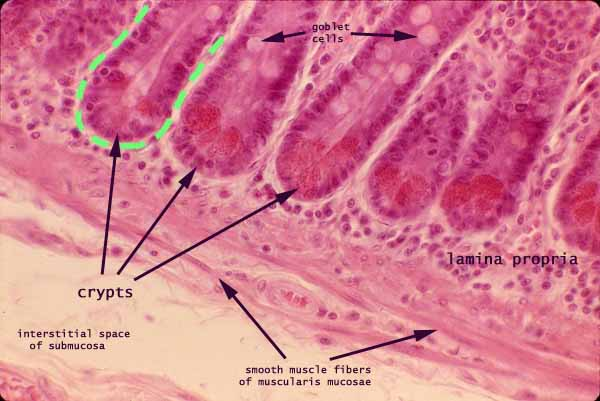 goblet
cells
lamina propria
crypts
interstitial space
of submucosa
smooth muscle fibers
of muscularis mucosae